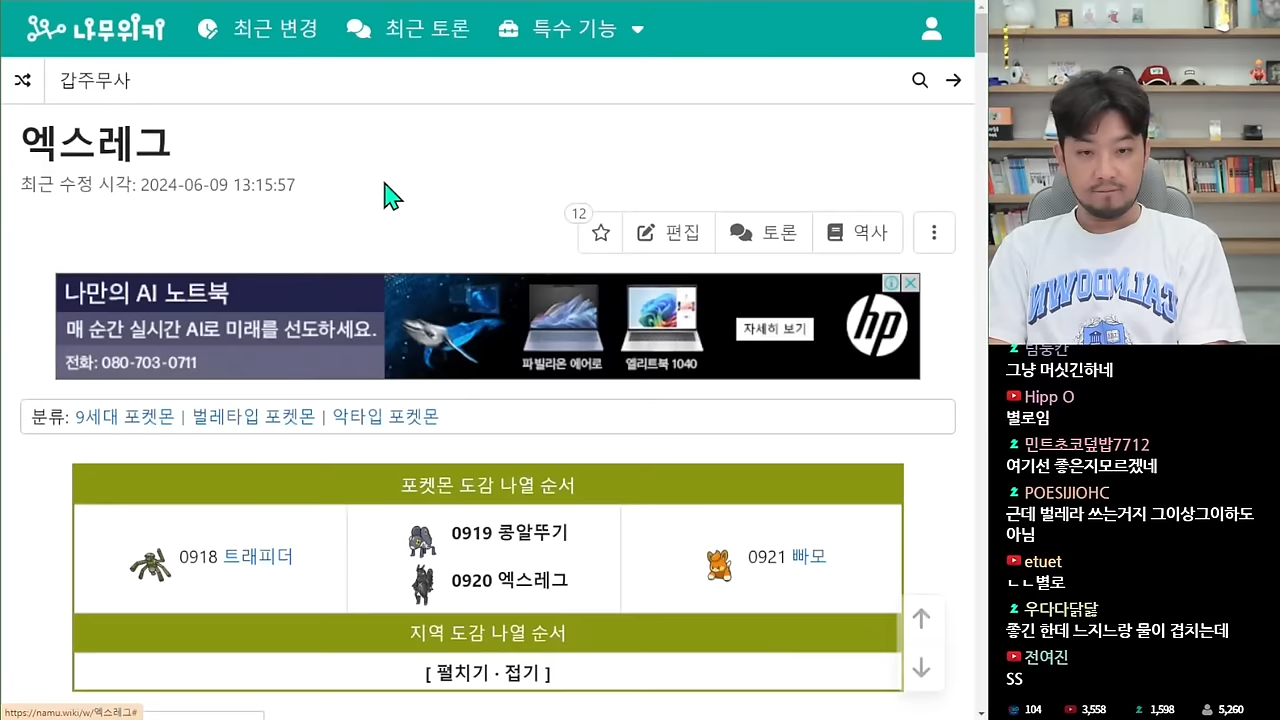 나무위키 최근 변경 최근 토론 특수 기능
갑주무사
엑스레그
최근 수정 시각: 2024-06-09 13:15:57
12
편집 토론 역사
나만의 AI 노트북
매 순간 실시간 AI로 미래를 선도하세요.
전화: 080-703-0711
파빌리온 에어로 엘리트북 1040
자세히 보기
hp
분류: 9세대 포켓몬 | 벌레타입 포켓몬 | 악타입 포켓몬
포켓몬 도감 나열 순서
0918 트래피더
0919 콩알뚜기
0920 엑스레그
0921 빠모
지역 도감 나열 순서
[ 펼치기 · 접기 ]
https://namu.wiki/w/엑스레그#
CALMDOWN
그냥 머싯긴하네
Hipp O
별로임
민트초코덮밥7712
여기선 좋은지모르겠네
POESIJIOHC
근데 벌레라 쓰는거지 그이상그이하도
아님
etuet
ㄴㄴ별로
우다다닭닳
좋긴 한데 느지느랑 물이 겹치는데
전여진
SS
104 3,558 1,598 5,260